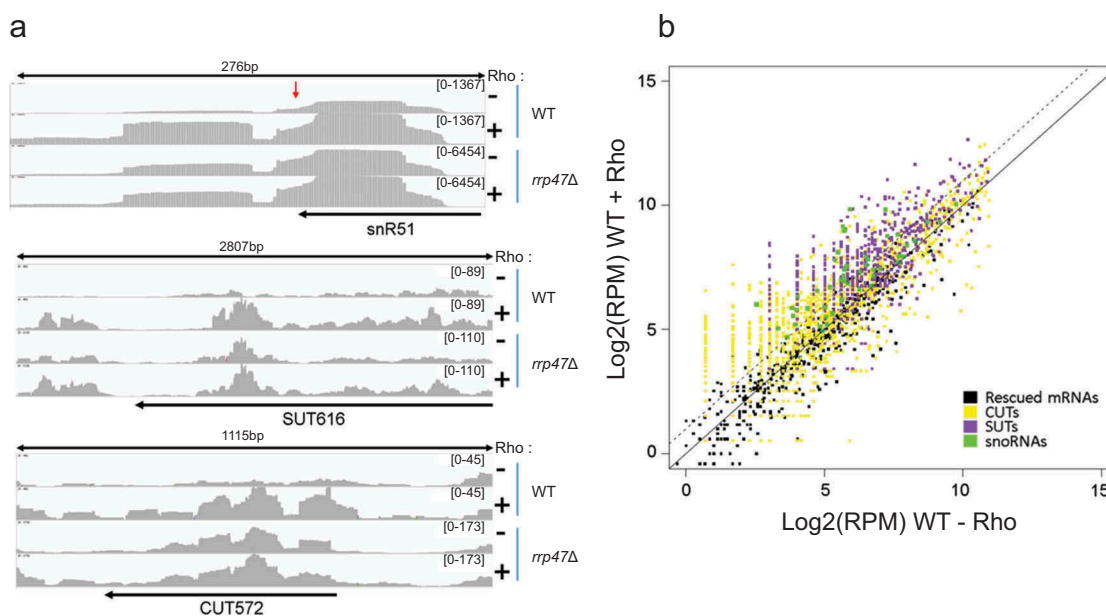 a
276bp
Rho :
[0-1367]
-
WT
[0-1367]
+
[0-6454]
-
rrp47Δ
[0-6454]
+
snR51
2807bp
Rho :
[0-89]
-
WT
[0-89]
+
[0-110]
-
rrp47Δ
[0-110]
+
SUT616
1115bp
Rho :
[0-45]
-
WT
[0-45]
+
[0-173]
-
rrp47Δ
[0-173]
+
CUT572
b
Log2(RPM) WT + Rho
15
10
5
0
Rescued mRNAs
CUTs
SUTs
snoRNAs
0 5 10 15
Log2(RPM) WT - Rho